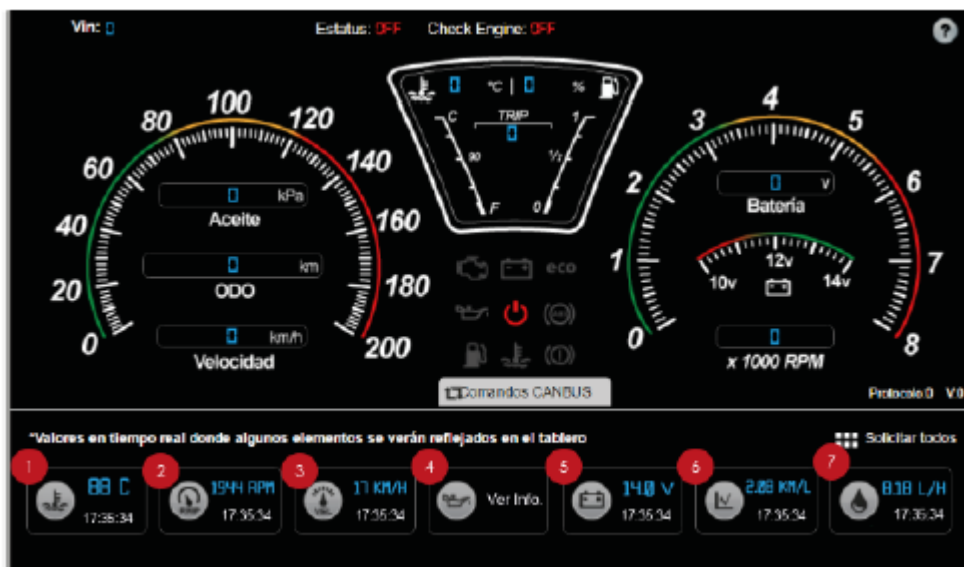 Vin: 0
Estatus: OFF Check Engine: OFF
?
0 °C | 0 %
C TRIP 1
0
90 1/2
F 0
0 20 40 60 80 100 120 140 160 180 200
0 kPa
Aceite
0 km
ODO
0 km/h
Velocidad
eco
0 1 2 3 4 5 6 7 8
0 v
Batería
10v 12v 14v
0
x 1000 RPM
Comandos CANBUS
Protocolo:0 V:0
*Valores en tiempo real donde algunos elementos se verán reflejados en el tablero
Solicitar todos
1 88 C
17:35:34
2 1944 RPM
17:35:34
3 17 KM/H
17:35:34
4 Ver Info.
5 14.0 V
17:35:34
6 2.08 KM/L
17:35:34
7 8.18 L/H
17:35:34